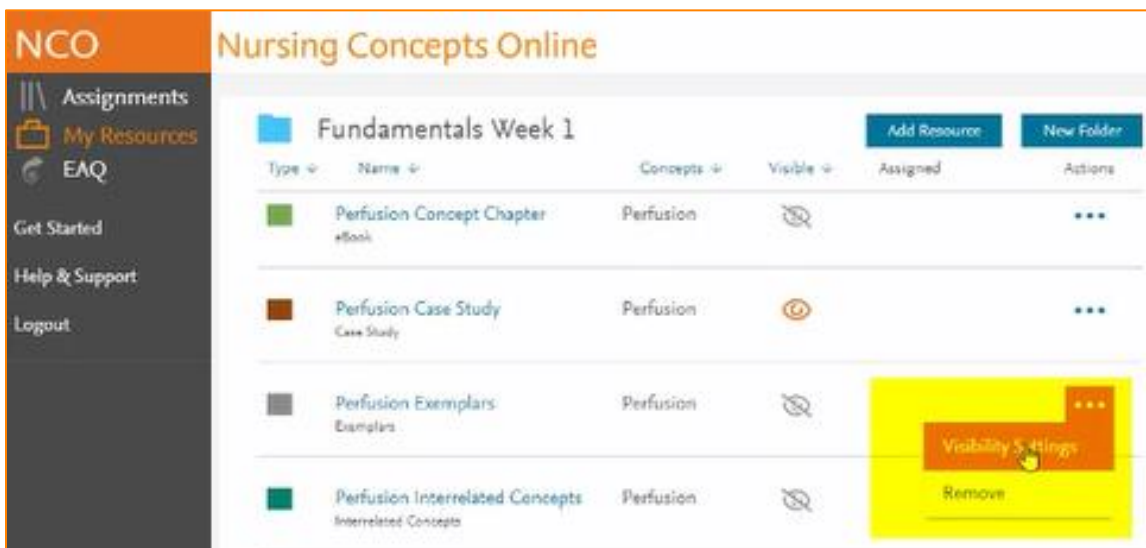 NCO
Nursing Concepts Online
Assignments
My Resources
EAQ
Get Started
Help & Support
Logout
Fundamentals Week 1
Add Resource
New Folder
Type Name Concepts Visible Assigned Actions
Perfusion Concept Chapter Perfusion
eBook
Perfusion Case Study Perfusion
Case Study
Perfusion Exemplars Perfusion
Exemplars
Visibility Settings
Remove
Perfusion Interrelated Concepts Perfusion
Interrelated Concepts